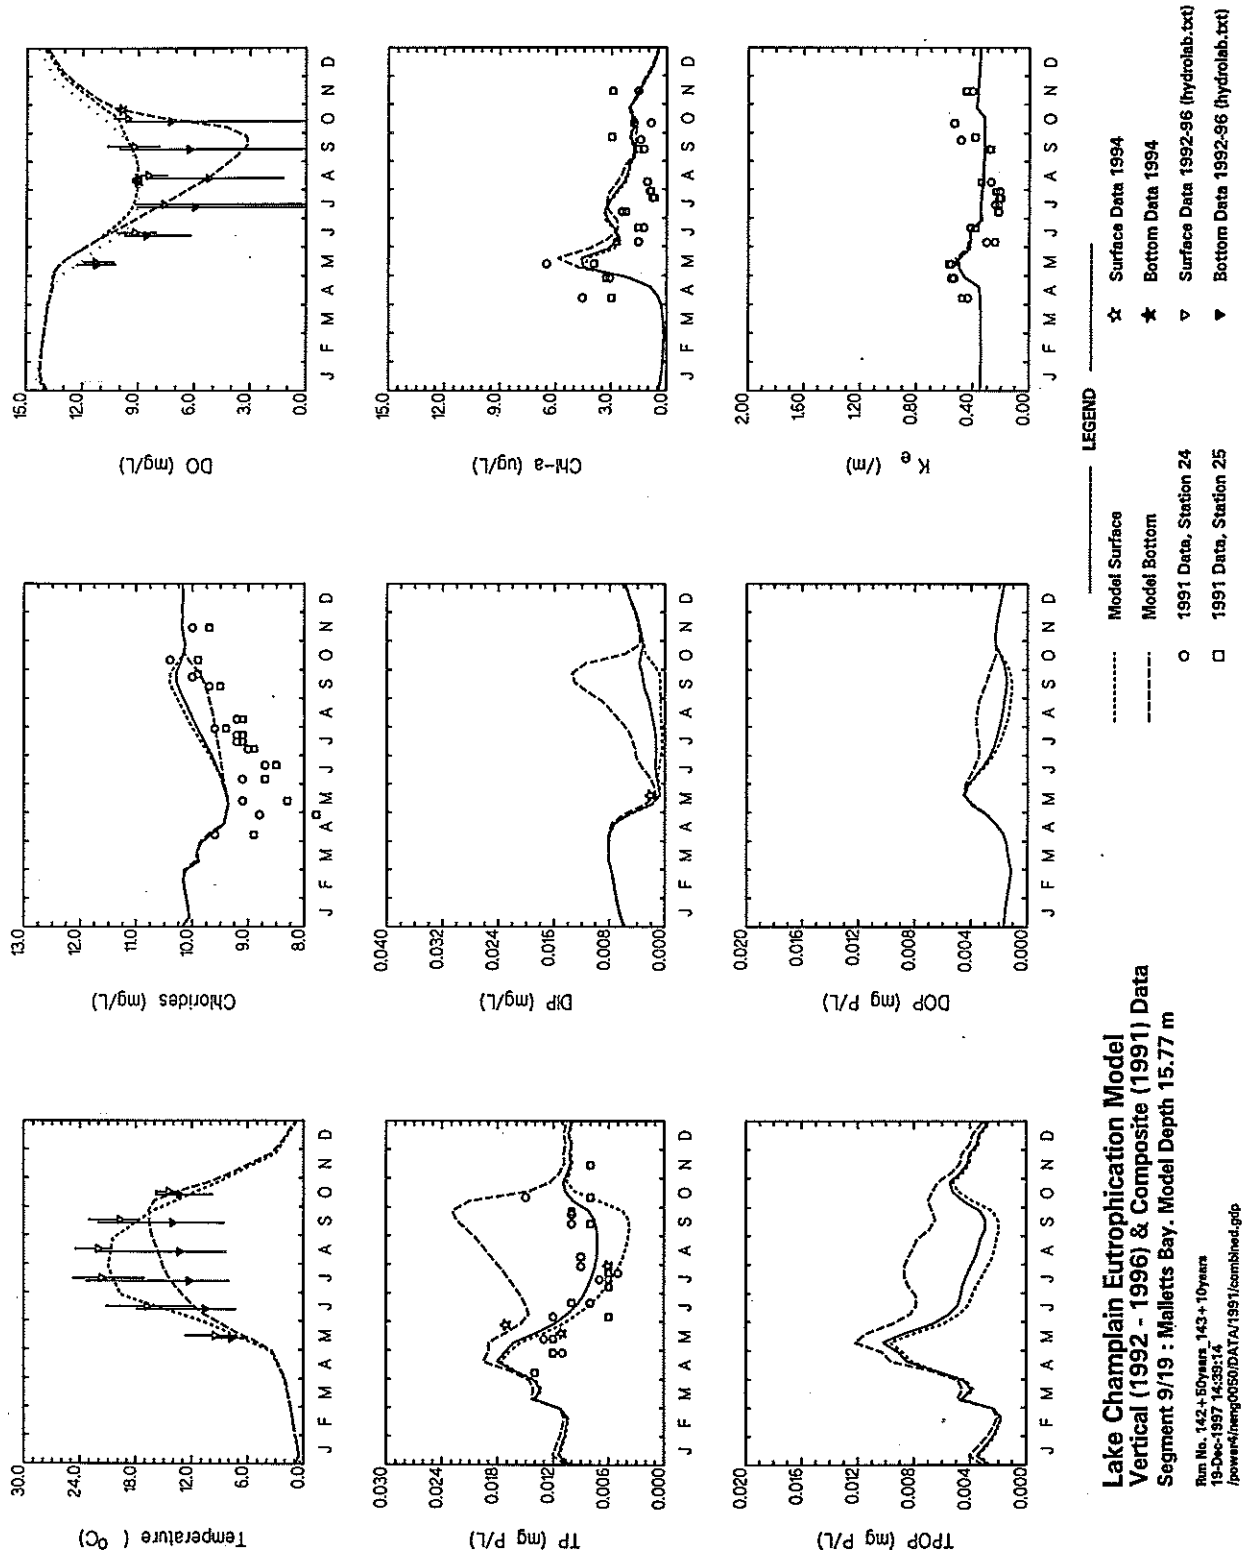 Temperature ( °C)
30.0
24.0
18.0
12.0
6.0
0.0
J F M A M J J A S O N D
Chlorides (mg/L)
13.0
12.0
11.0
10.0
9.0
8.0
J F M A M J J A S O N D
DO (mg/L)
15.0
12.0
9.0
6.0
3.0
0.0
J F M A M J J A S O N D
TP (mg P/L)
0.030
0.018
0.012
0.006
0.000
J F M A M J J A S O N D
DIP (mg/L)
0.040
0.032
0.024
0.016
0.008
0.000
J F M A M J J A S O N D
Chl-a (ug/L)
15.0
12.0
9.0
6.0
3.0
0.0
J F M A M J J A S O N D
TPOP (mg P/L)
0.020
0.016
0.012
0.008
0.004
0.000
J F M A M J J A S O N D
DOP (mg P/L)
0.020
0.016
0.012
0.008
0.004
0.000
J F M A M J J A S O N D
K e (/m)
2.00
1.60
1.20
0.80
0.40
0.00
J F M A M J J A S O N D
Lake Champlain Eutrophication Model
Vertical (1992 - 1996) & Composite (1991) Data
Segment 9/19 : Malletts Bay. Model Depth 15.77 m
Run No. 142+50years_143+10years
19-Dec-1997 14:39:14
/power4/neng0050/DATA/1991/combined.gdp
LEGEND
Model Surface
Model Bottom
1991 Data, Station 24
1991 Data, Station 25
Surface Data 1994
Bottom Data 1994
Surface Data 1992-96 (hydrolab.txt)
Bottom Data 1992-96 (hydrolab.txt)